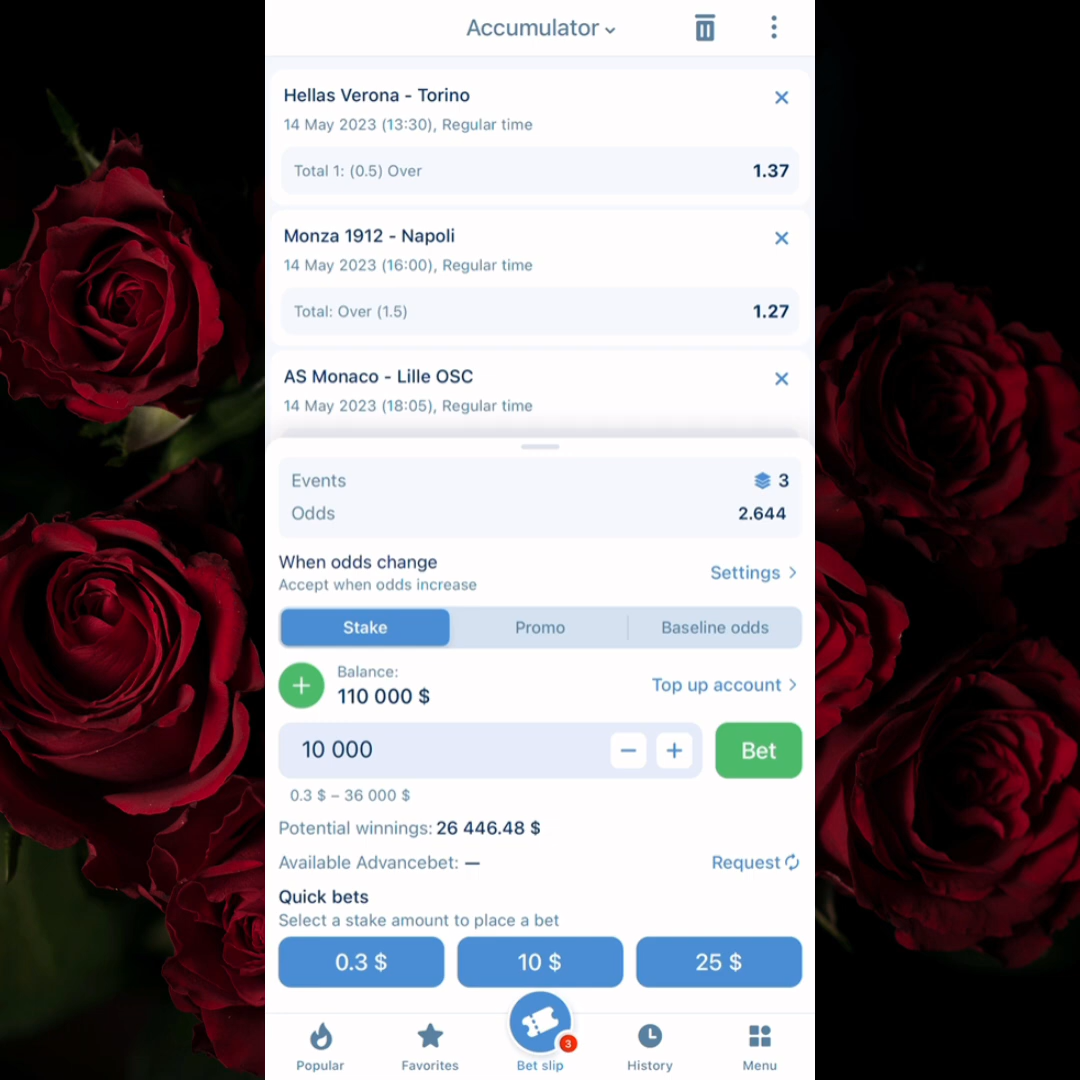 Accumulator
Hellas Verona - Torino
14 May 2023 (13:30), Regular time
Total 1: (0.5) Over 1.37
Monza 1912 - Napoli
14 May 2023 (16:00), Regular time
Total: Over (1.5) 1.27
AS Monaco - Lille OSC
14 May 2023 (18:05), Regular time
Events 3
Odds 2.644
When odds change
Accept when odds increase
Settings
Stake Promo Baseline odds
Balance:
110 000 $
Top up account
10 000
Bet
0.3 $ – 36 000 $
Potential winnings: 26 446.48 $
Available Advancebet: —
Request
Quick bets
Select a stake amount to place a bet
0.3 $ 10 $ 25 $
3
Popular Favorites Bet slip History Menu